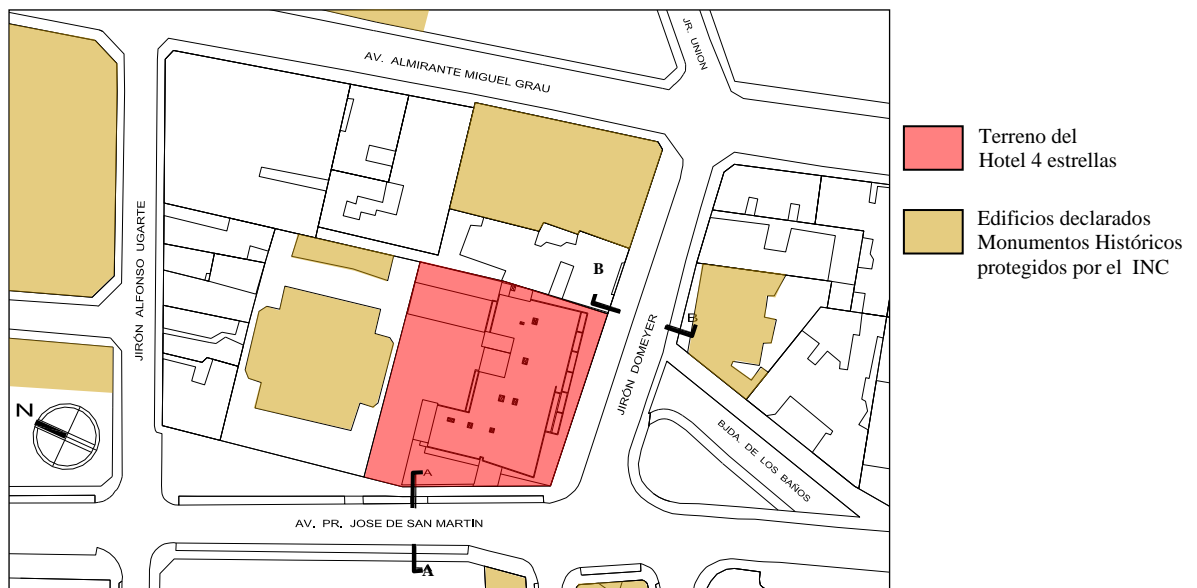 AV. ALMIRANTE MIGUEL GRAU
JR. UNION
JIRÓN ALFONSO UGARTE
JIRÓN DOMEYER
BJDA. DE LOS BAÑOS
AV. PR. JOSE DE SAN MARTÍN
N
B
B
A
A
Terreno del
Hotel 4 estrellas
Edificios declarados
Monumentos Históricos
protegidos por el INC